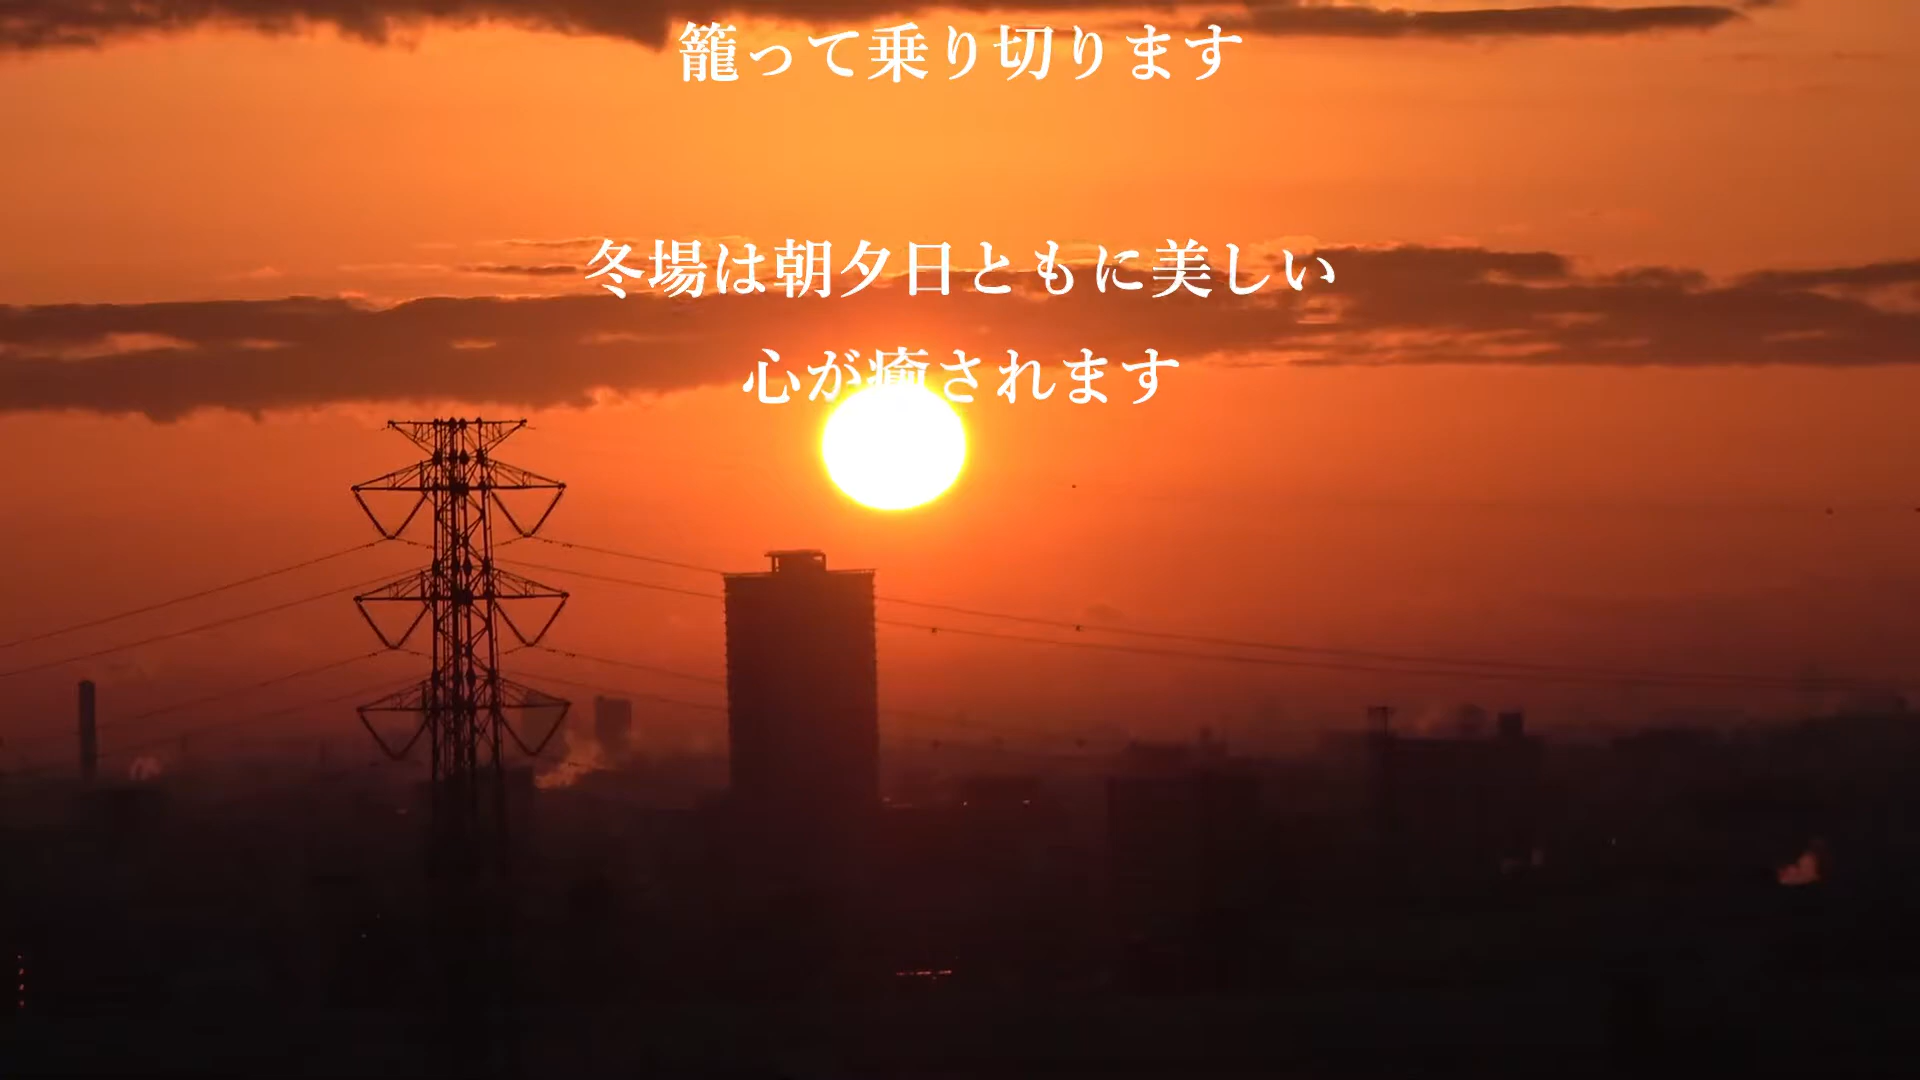 籠って乗り切ります
冬場は朝夕日ともに美しい
心が癒されます